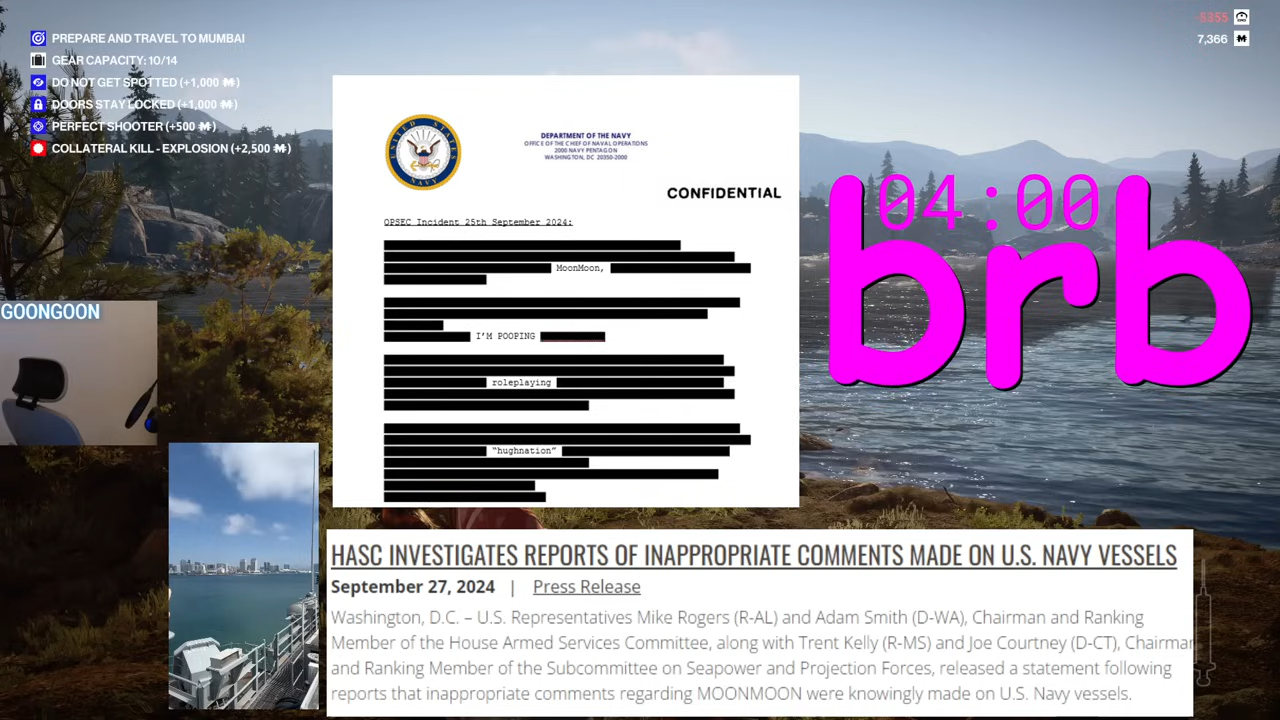 PREPARE AND TRAVEL TO MUMBAI
GEAR CAPACITY: 10/14
DO NOT GET SPOTTED (+1,000 )
DOORS STAY LOCKED (+1,000 )
PERFECT SHOOTER (+500 )
COLLATERAL KILL - EXPLOSION (+2,500 )
-5355
7,366
UNITED STATES
NAVY
DEPARTMENT OF THE NAVY
OFFICE OF THE CHIEF OF NAVAL OPERATIONS
2000 NAVY PENTAGON
WASHINGTON, DC 20350-2000
CONFIDENTIAL
OPSEC Incident 25th September 2024:
MoonMoon,
I'M POOPING
roleplaying
"hughnation"
04:00
brb
GOONGOON
HASC INVESTIGATES REPORTS OF INAPPROPRIATE COMMENTS MADE ON U.S. NAVY VESSELS
September 27, 2024 | Press Release
Washington, D.C. – U.S. Representatives Mike Rogers (R-AL) and Adam Smith (D-WA), Chairman and Ranking
Member of the House Armed Services Committee, along with Trent Kelly (R-MS) and Joe Courtney (D-CT), Chairman
and Ranking Member of the Subcommittee on Seapower and Projection Forces, released a statement following
reports that inappropriate comments regarding MOONMOON were knowingly made on U.S. Navy vessels.